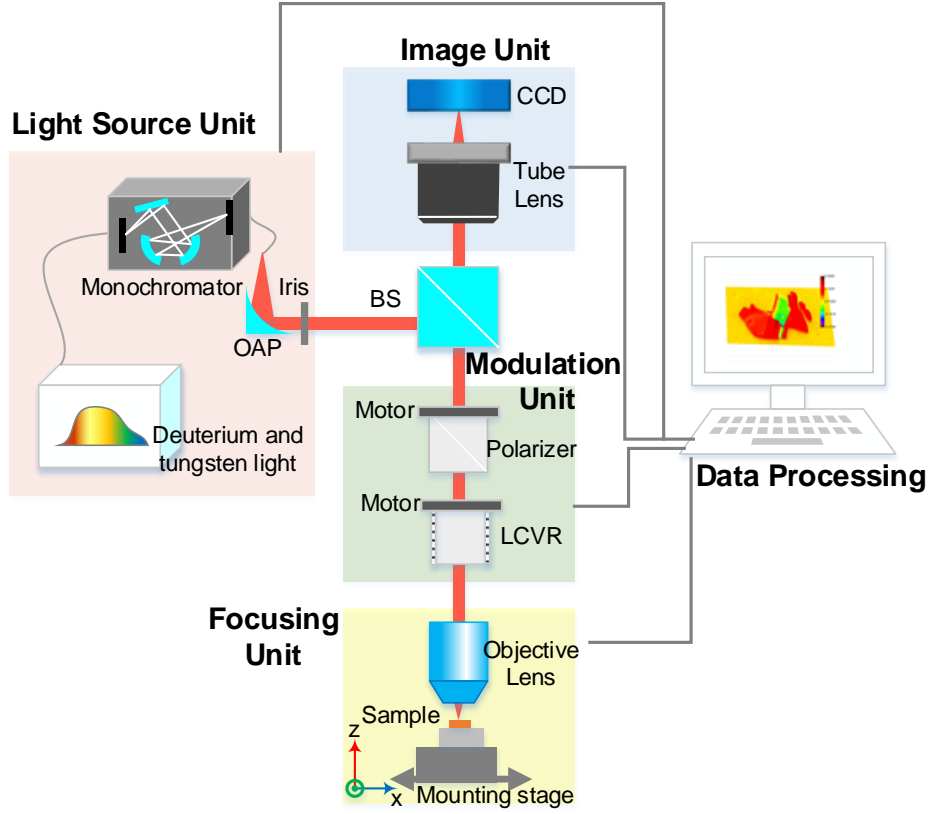 Image Unit
CCD
Tube
Lens
Light Source Unit
Monochromator
Iris
OAP
BS
Deuterium and
tungsten light
Modulation
Unit
Motor
Polarizer
Motor
LCVR
Data Processing
Focusing
Unit
Objective
Lens
Sample
z
x
Mounting stage